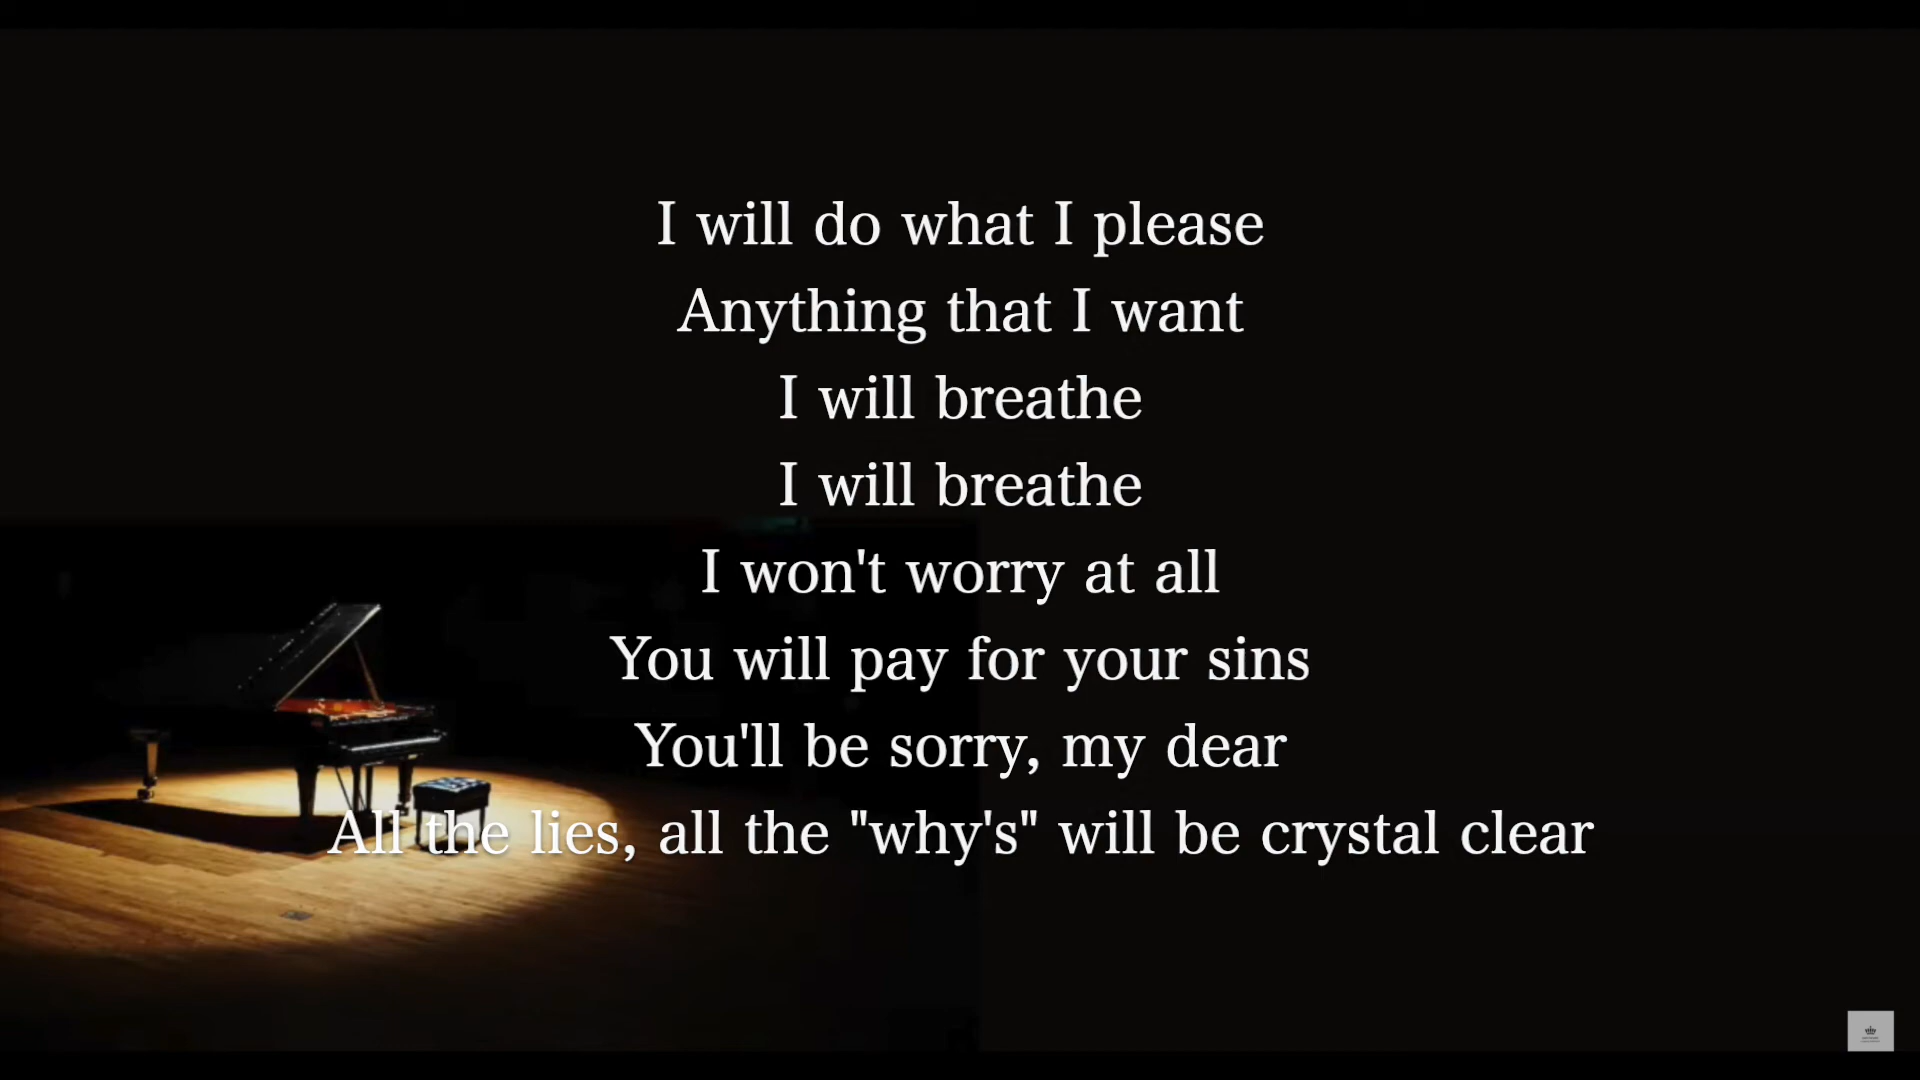 I will do what I please
Anything that I want
I will breathe
I will breathe
I won't worry at all
You will pay for your sins
You'll be sorry, my dear
All the lies, all the "why's" will be crystal clear